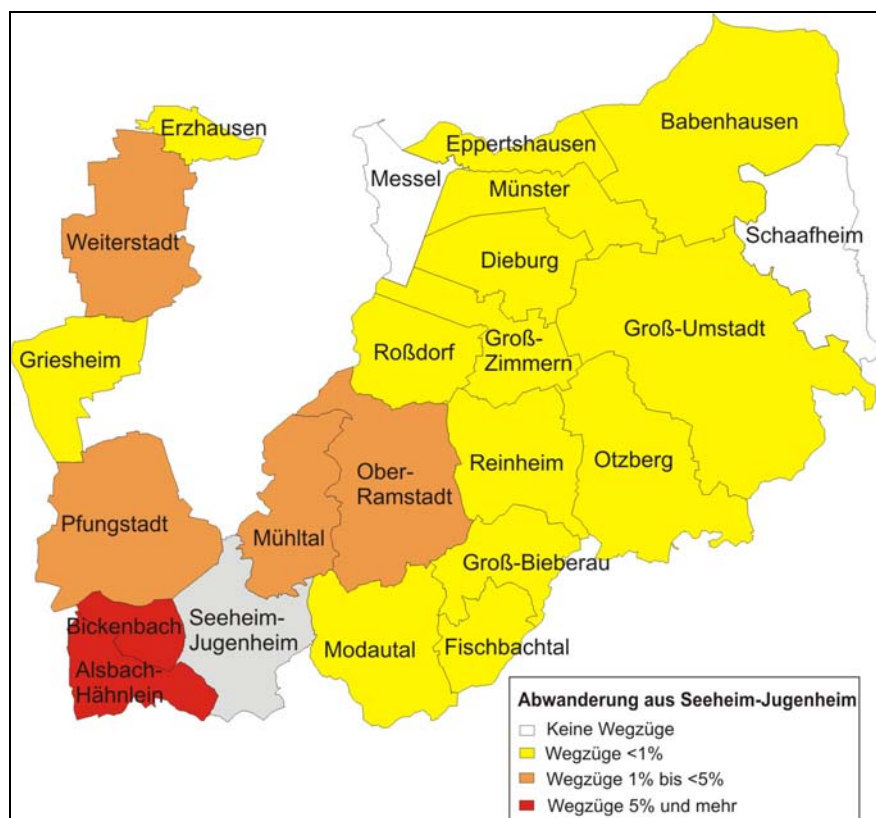 Babenhausen
Erzhausen
Eppertshausen
Messel
Münster
Weiterstadt
Schaafheim
Dieburg
Groß-Umstadt
Griesheim
Roßdorf
Groß-
Zimmern
Ober-
Ramstadt
Reinheim
Otzberg
Pfungstadt
Mühltal
Groß-Bieberau
Seeheim-
Jugenheim
Bickenbach
Modautal
Fischbachtal
Alsbach-
Hähnlein
Abwanderung aus Seeheim-Jugenheim
Keine Wegzüge
Wegzüge <1%
Wegzüge 1% bis <5%
Wegzüge 5% und mehr